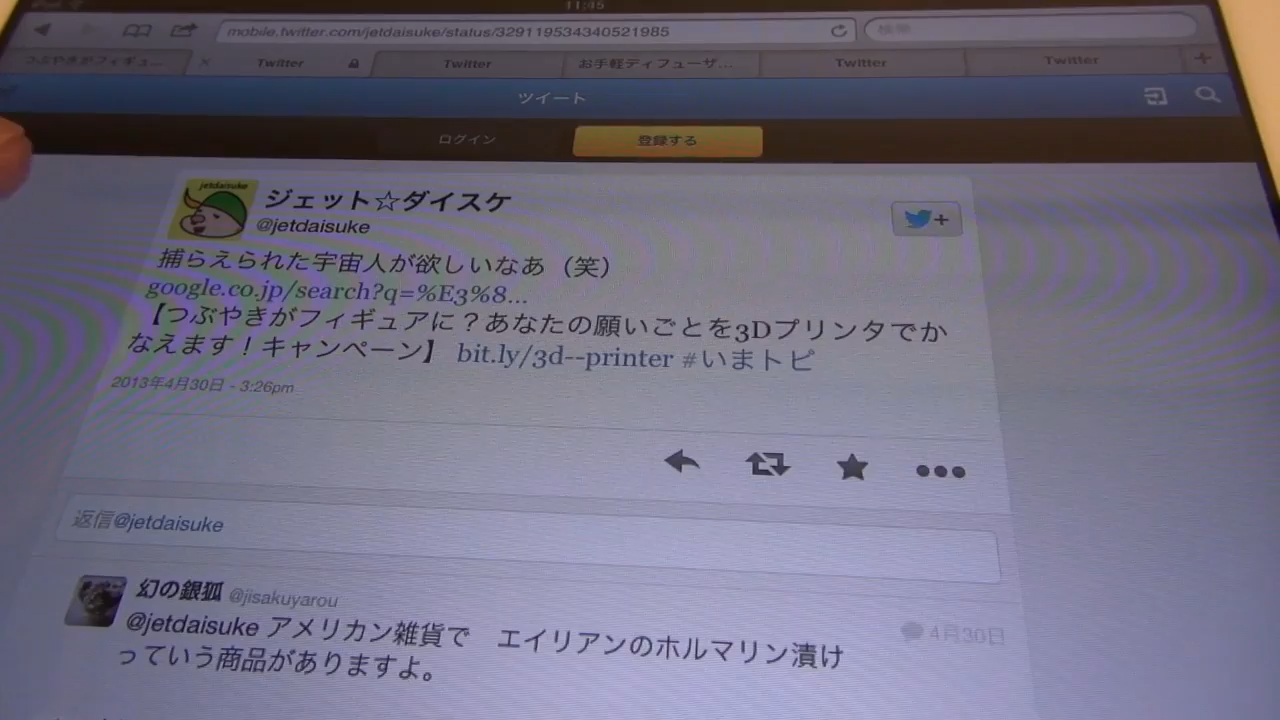 11:45
mobile.twitter.com/jetdaisuke/status/329119534340521985
検索
つぶやきがフィギュー...
Twitter
Twitter
お手軽ディフューザ...
Twitter
Twitter
ツイート
ログイン
登録する
jetdaisuke
ジェット☆ダイスケ
@jetdaisuke
捕らえられた宇宙人が欲しいなあ（笑）
google.co.jp/search?q=%E3%8...
【つぶやきがフィギュアに？あなたの願いごとを3Dプリンタでか
なえます！キャンペーン】 bit.ly/3d--printer #いまトピ
2013年4月30日 - 3:26pm
返信@jetdaisuke
幻の銀狐 @jisakuyarou
4月30日
@jetdaisuke アメリカン雑貨で　エイリアンのホルマリン漬け
っていう商品がありますよ。